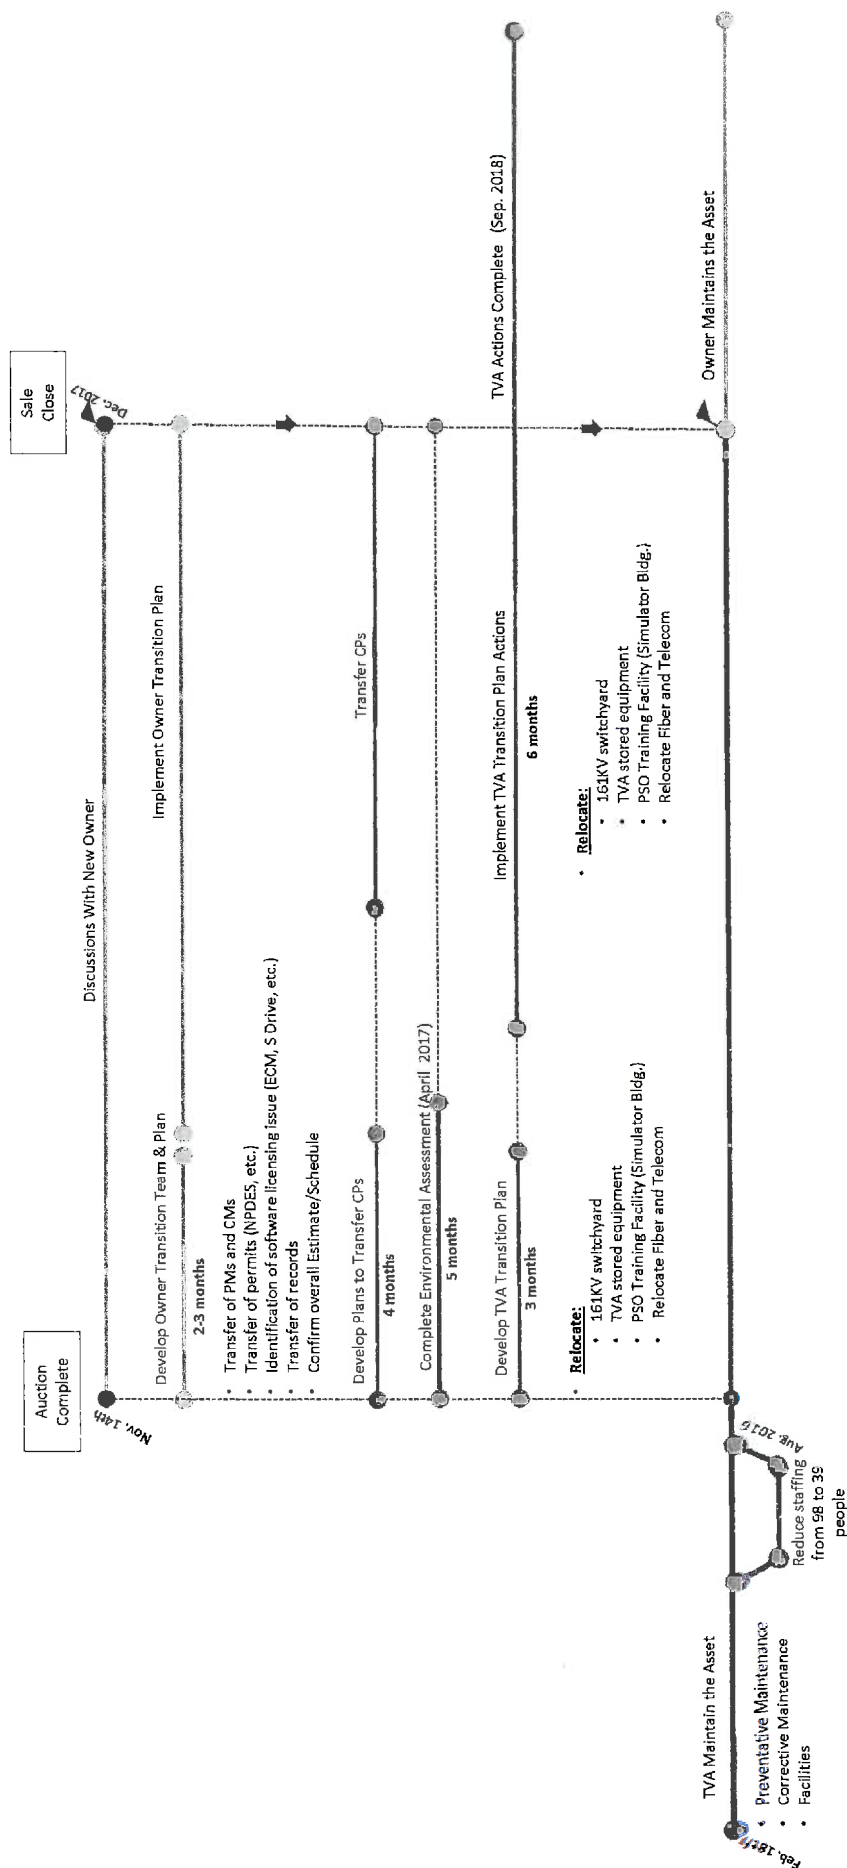 Auction
Complete
Sale
Close
Nov. 14th
Dec. 2017
Discussions With New Owner
Develop Owner Transition Team & Plan
Implement Owner Transition Plan
2-3 months
• Transfer of PMs and CMs
• Transfer of permits (NPDES, etc.)
• Identification of software licensing issue (ECM, S Drive, etc.)
• Transfer of records
• Confirm overall Estimate/Schedule
Develop Plans to Transfer CPs
Transfer CPs
4 months
Complete Environmental Assessment (April 2017)
5 months
Develop TVA Transition Plan
Implement TVA Transition Plan Actions
TVA Actions Complete (Sep. 2018)
3 months
6 months
• Relocate:
• 161KV switchyard
• TVA stored equipment
• PSO Training Facility (Simulator Bldg.)
• Relocate Fiber and Telecom
• Relocate:
• 161KV switchyard
• TVA stored equipment
• PSO Training Facility (Simulator Bldg.)
• Relocate Fiber and Telecom
TVA Maintain the Asset
Owner Maintains the Asset
Feb. 18th
Aug. 2016
• Preventative Maintenance
• Corrective Maintenance
• Facilities
Reduce staffing
from 98 to 39
people